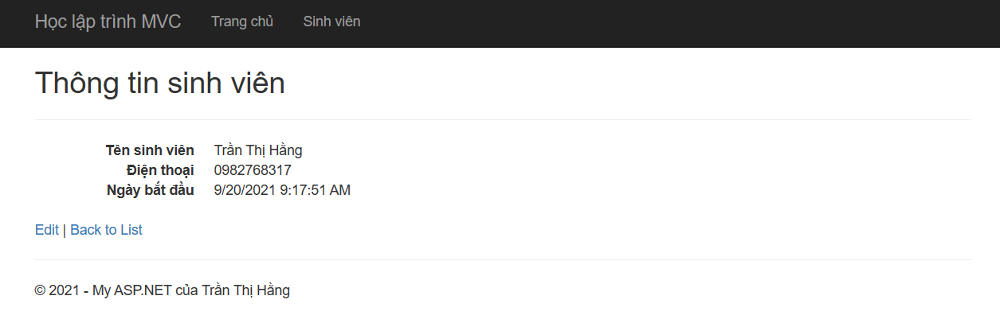 Học lập trình MVC Trang chủ Sinh viên
Thông tin sinh viên
Tên sinh viên Trần Thị Hằng
Điện thoại 0982768317
Ngày bắt đầu 9/20/2021 9:17:51 AM
Edit | Back to List
© 2021 - My ASP.NET của Trần Thị Hằng